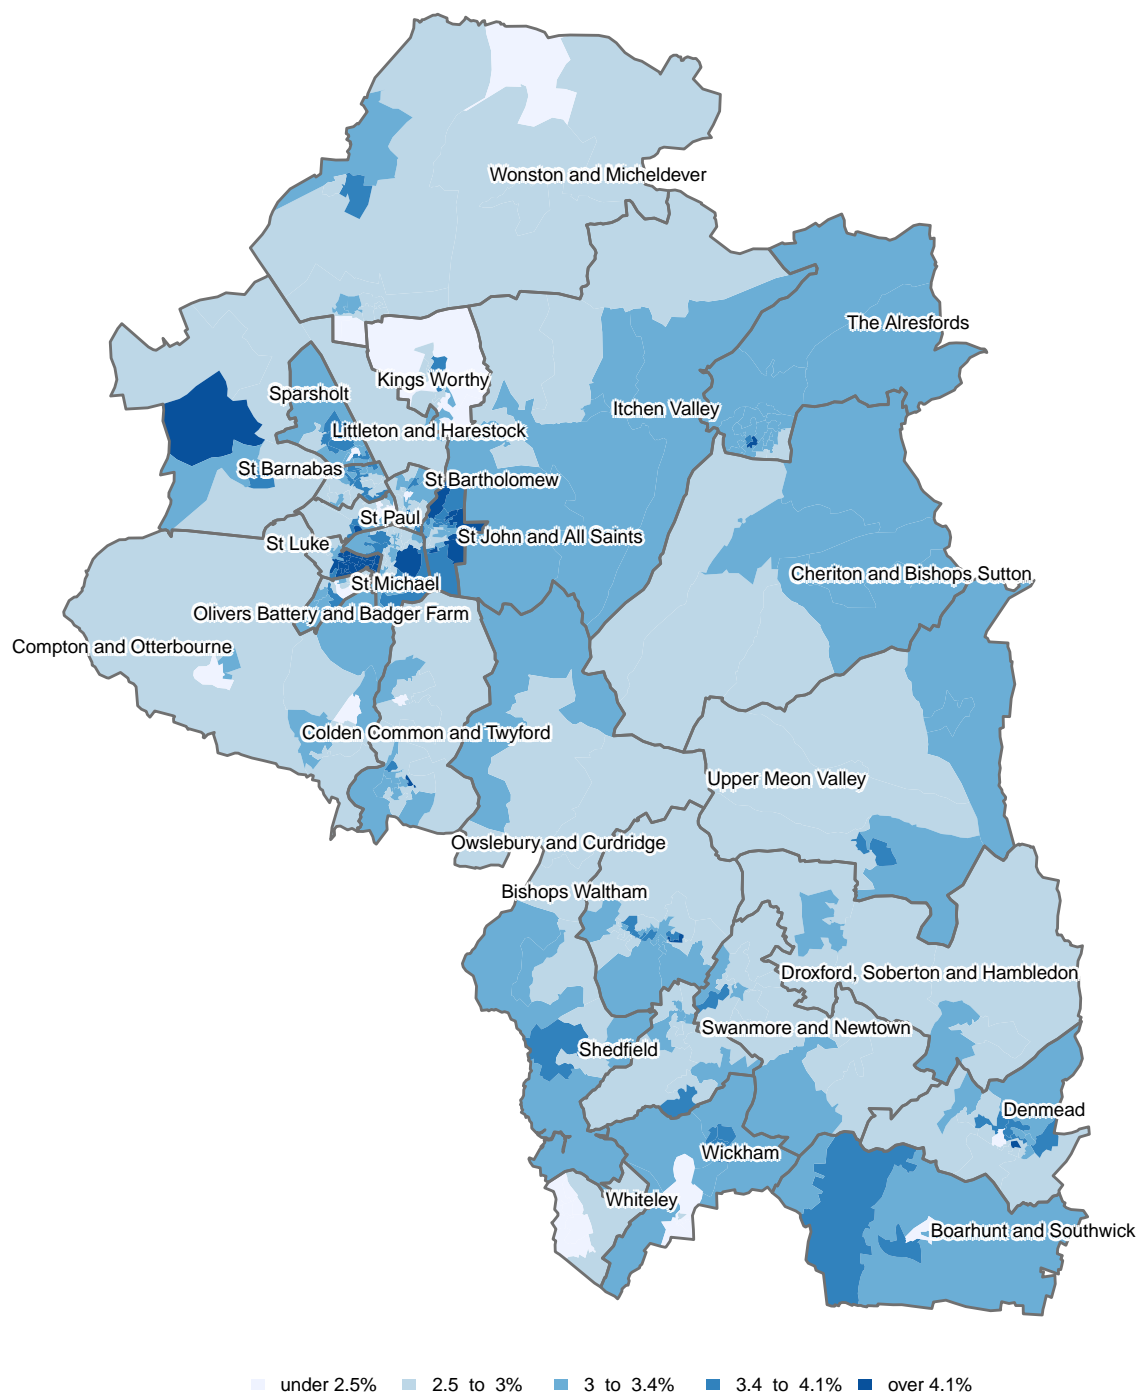 Wonston and Micheldever
The Alresfords
Kings Worthy
Sparsholt
Itchen Valley
Littleton and Harestock
St Barnabas
St Bartholomew
St Paul
St John and All Saints
St Luke
Cheriton and Bishops Sutton
St Michael
Olivers Battery and Badger Farm
Compton and Otterbourne
Colden Common and Twyford
Upper Meon Valley
Owslebury and Curdridge
Bishops Waltham
Droxford, Soberton and Hambledon
Swanmore and Newtown
Shedfield
Denmead
Wickham
Whiteley
Boarhunt and Southwick
under 2.5% 2.5 to 3% 3 to 3.4% 3.4 to 4.1% over 4.1%